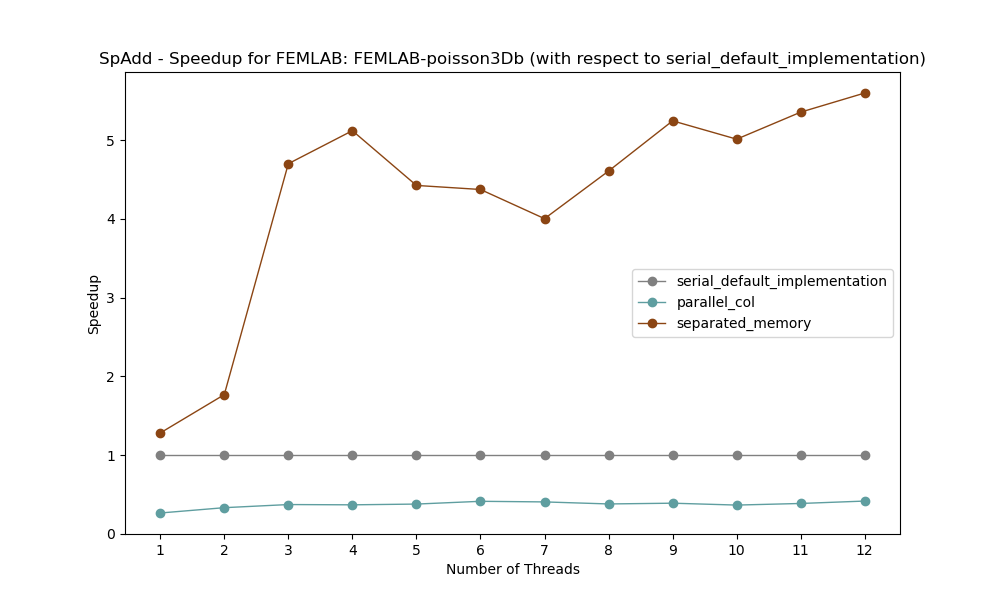 SpAdd - Speedup for FEMLAB: FEMLAB-poisson3Db (with respect to serial_default_implementation)
Speedup
5
4
3
2
1
0
serial_default_implementation
parallel_col
separated_memory
1 2 3 4 5 6 7 8 9 10 11 12
Number of Threads